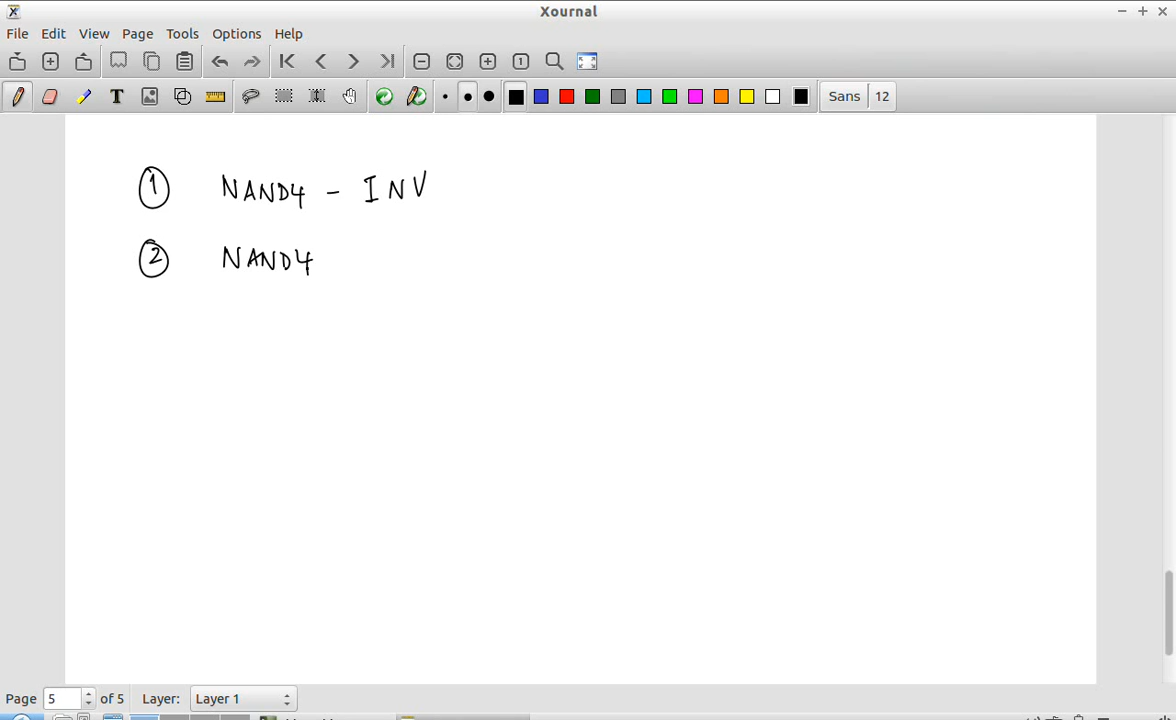 Xournal
File Edit View Page Tools Options Help
Sans 12
① NAND4 - INV
② NAND4
Page 5 of 5 Layer: Layer 1